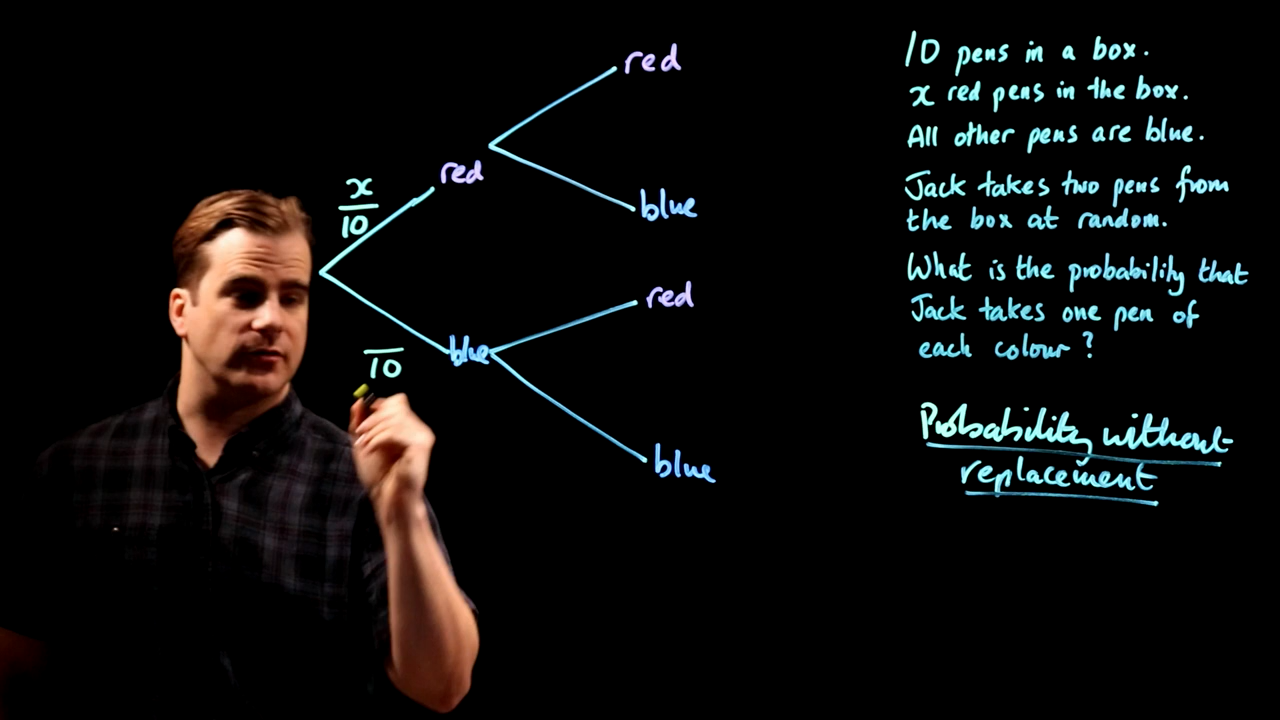 red
red
x
10
blue
red
blue
10
blue
10 pens in a box.
x red pens in the box.
All other pens are blue.
Jack takes two pens from
the box at random.
What is the probability that
Jack takes one pen of
each colour?
Probability without
replacement